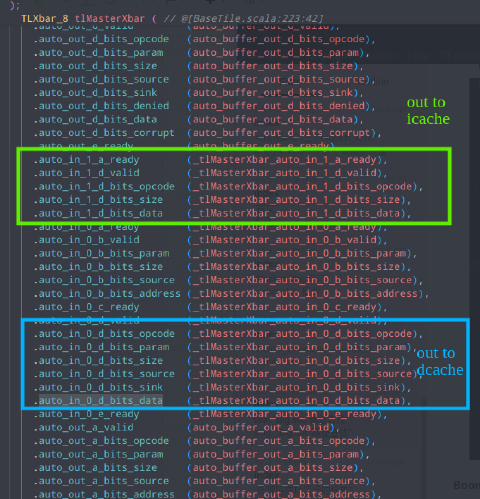 );
TLXbar_8 tlMasterXbar ( // @[BaseTile.scala:223:42]
.auto_out_d_valid (auto_buffer_out_d_valid),
.auto_out_d_bits_opcode (auto_buffer_out_d_bits_opcode),
.auto_out_d_bits_param (auto_buffer_out_d_bits_param),
.auto_out_d_bits_size (auto_buffer_out_d_bits_size),
.auto_out_d_bits_source (auto_buffer_out_d_bits_source),
.auto_out_d_bits_sink (auto_buffer_out_d_bits_sink),
.auto_out_d_bits_denied (auto_buffer_out_d_bits_denied),
.auto_out_d_bits_data (auto_buffer_out_d_bits_data),
.auto_out_d_bits_corrupt (auto_buffer_out_d_bits_corrupt),
.auto_out_e_ready (auto_buffer_out_e_ready),
out to
icache
.auto_in_1_a_ready (_tlMasterXbar_auto_in_1_a_ready),
.auto_in_1_d_valid (_tlMasterXbar_auto_in_1_d_valid),
.auto_in_1_d_bits_opcode (_tlMasterXbar_auto_in_1_d_bits_opcode),
.auto_in_1_d_bits_size (_tlMasterXbar_auto_in_1_d_bits_size),
.auto_in_1_d_bits_data (_tlMasterXbar_auto_in_1_d_bits_data),
.auto_in_0_a_ready (_tlMasterXbar_auto_in_0_a_ready),
.auto_in_0_b_valid (_tlMasterXbar_auto_in_0_b_valid),
.auto_in_0_b_bits_param (_tlMasterXbar_auto_in_0_b_bits_param),
.auto_in_0_b_bits_size (_tlMasterXbar_auto_in_0_b_bits_size),
.auto_in_0_b_bits_source (_tlMasterXbar_auto_in_0_b_bits_source),
.auto_in_0_b_bits_address (_tlMasterXbar_auto_in_0_b_bits_address),
.auto_in_0_c_ready (_tlMasterXbar_auto_in_0_c_ready),
.auto_in_0_d_valid (_tlMasterXbar_auto_in_0_d_valid),
.auto_in_0_d_bits_opcode (_tlMasterXbar_auto_in_0_d_bits_opcode),
.auto_in_0_d_bits_param (_tlMasterXbar_auto_in_0_d_bits_param),
.auto_in_0_d_bits_size (_tlMasterXbar_auto_in_0_d_bits_size),
.auto_in_0_d_bits_source (_tlMasterXbar_auto_in_0_d_bits_source),
.auto_in_0_d_bits_sink (_tlMasterXbar_auto_in_0_d_bits_sink),
.auto_in_0_d_bits_data (_tlMasterXbar_auto_in_0_d_bits_data),
out to
dcache
.auto_in_0_e_ready (_tlMasterXbar_auto_in_0_e_ready),
.auto_out_a_valid (auto_buffer_out_a_valid),
.auto_out_a_bits_opcode (auto_buffer_out_a_bits_opcode),
.auto_out_a_bits_param (auto_buffer_out_a_bits_param),
.auto_out_a_bits_size (auto_buffer_out_a_bits_size),
.auto_out_a_bits_source (auto_buffer_out_a_bits_source),
.auto_out_a_bits_address (auto_buffer_out_a_bits_address),